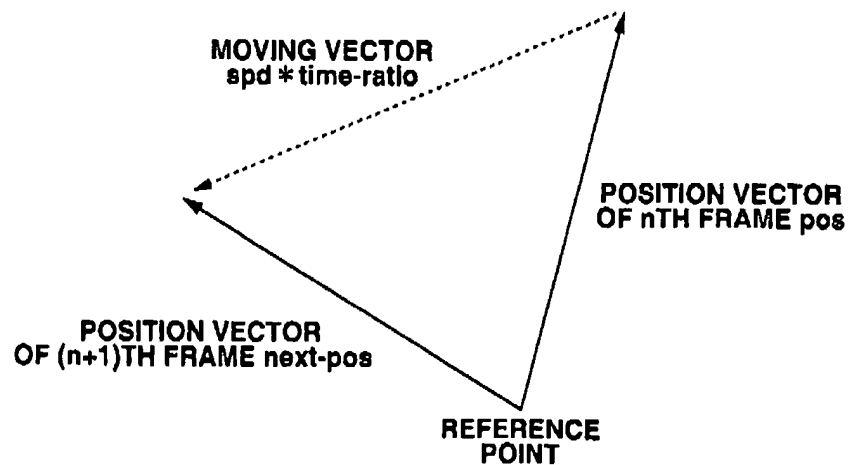 MOVING VECTOR
spd * time-ratio
POSITION VECTOR
OF nTH FRAME pos
POSITION VECTOR
OF (n+1)TH FRAME next-pos
REFERENCE
POINT